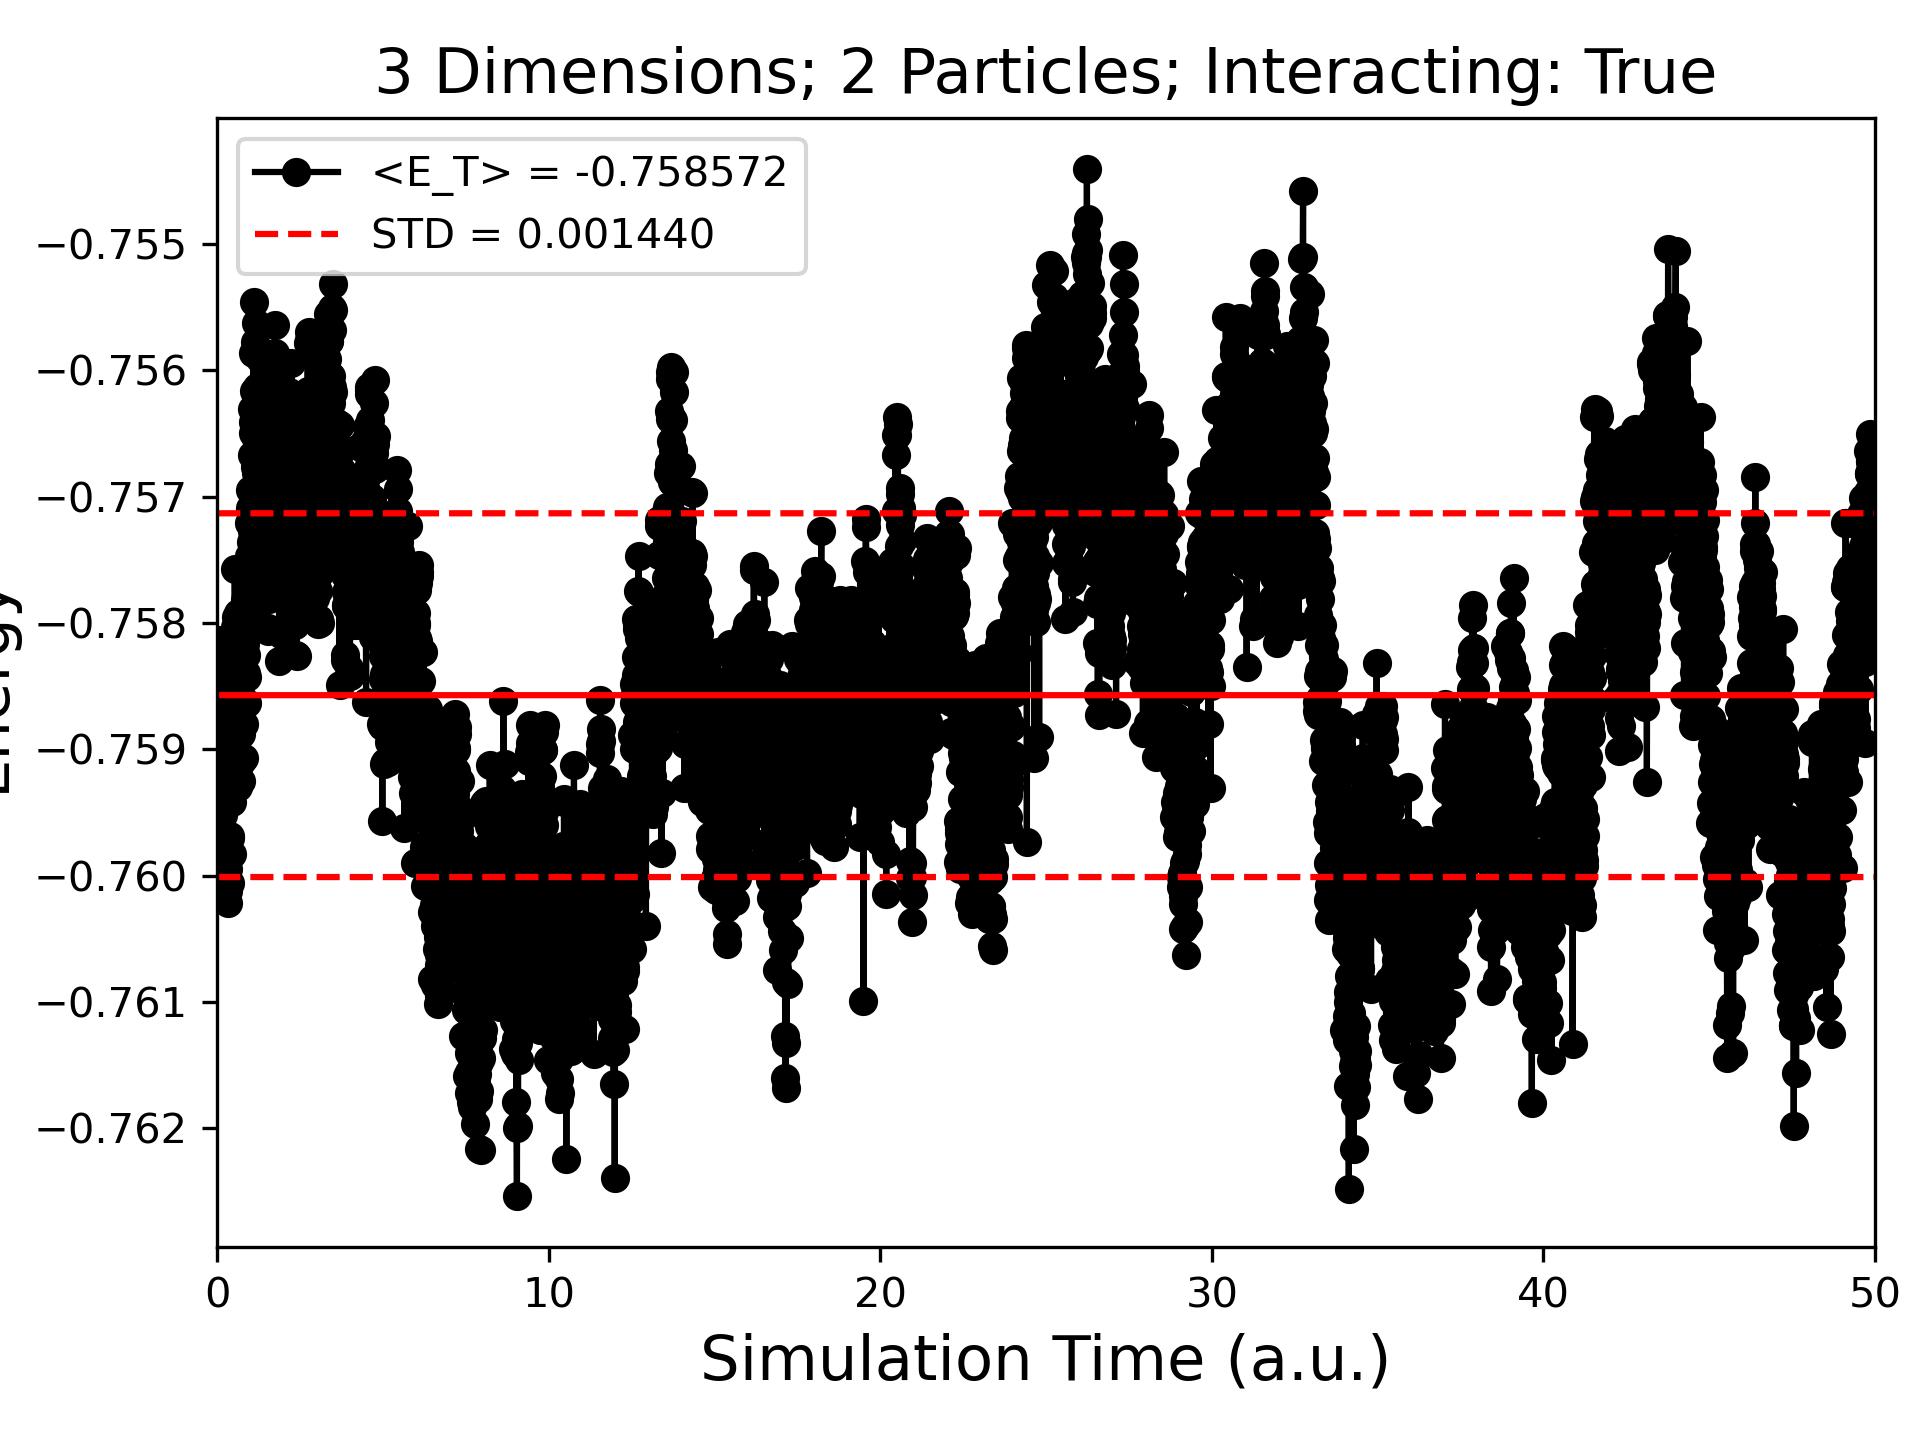 3 Dimensions; 2 Particles; Interacting: True
<E_T> = -0.758572
STD = 0.001440
−0.755
−0.756
−0.757
−0.758
−0.759
−0.760
−0.761
−0.762
0 10 20 30 40 50
Simulation Time (a.u.)